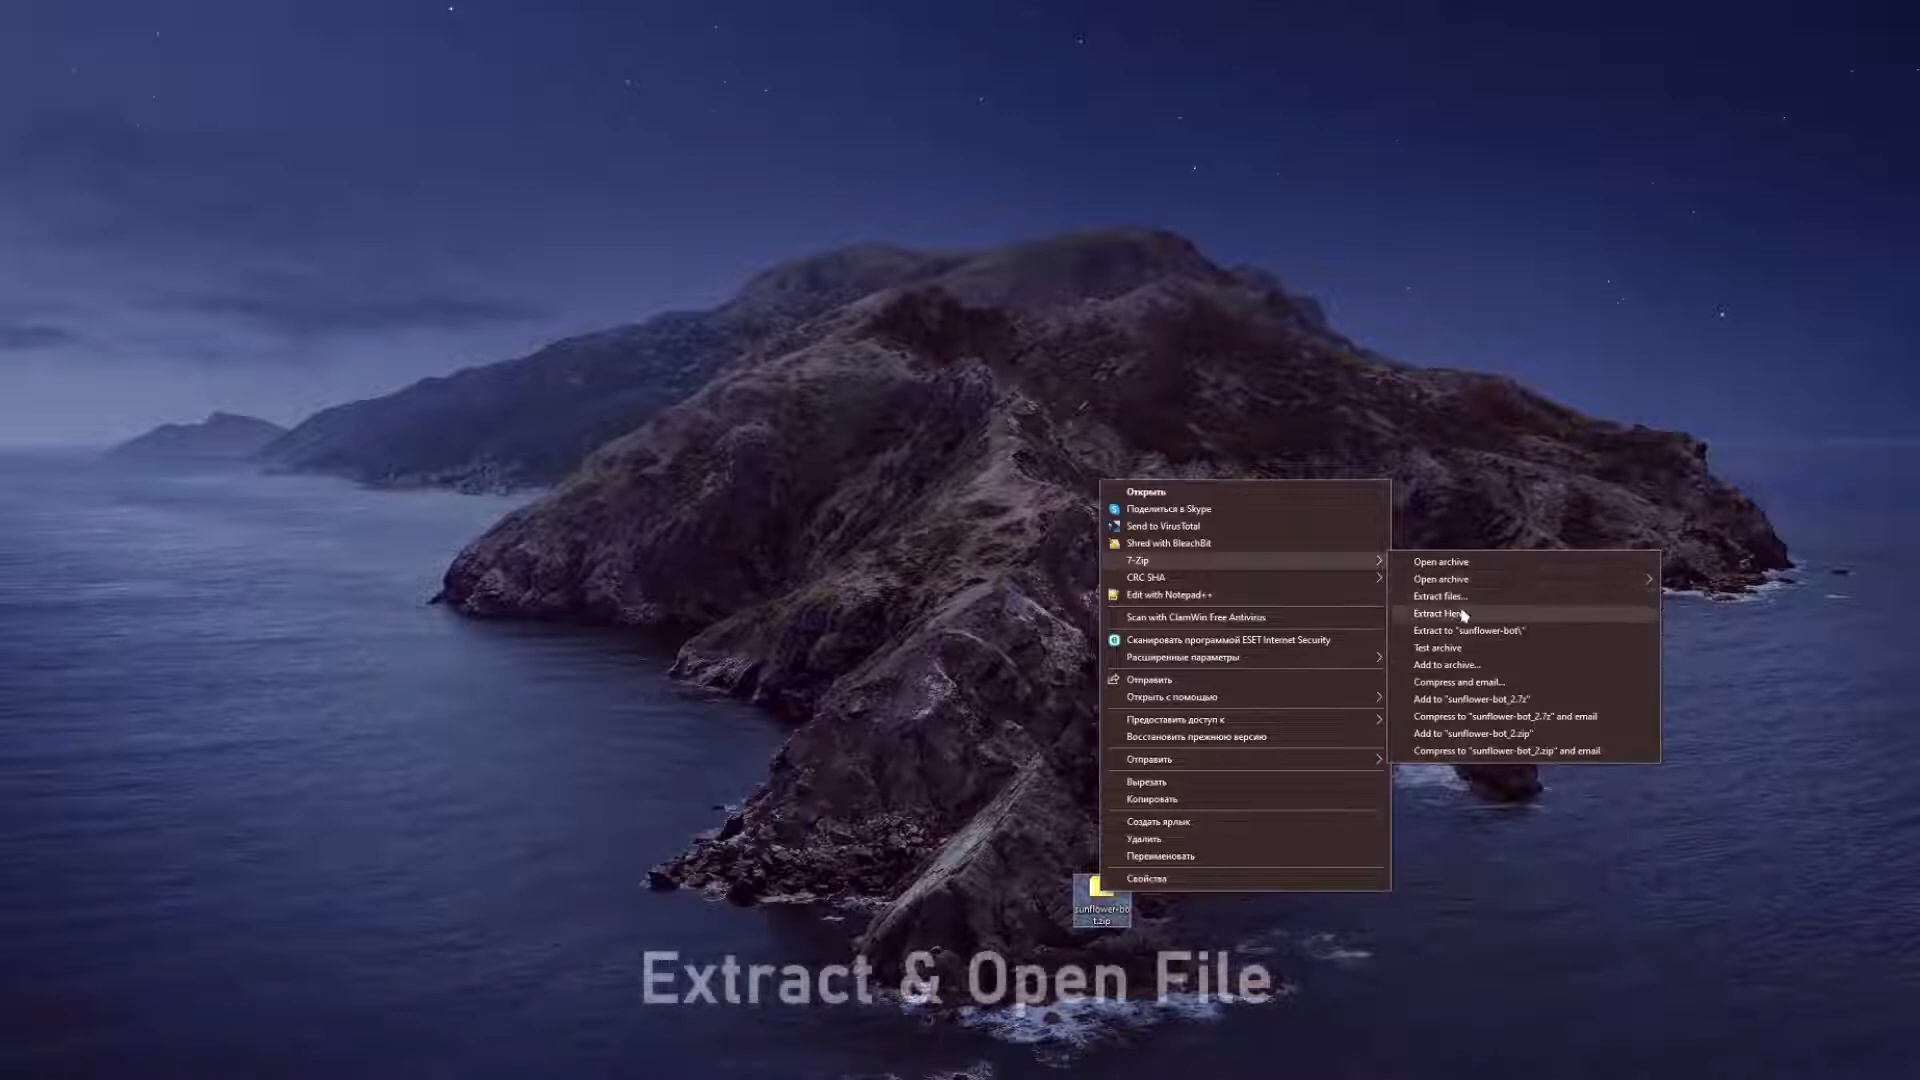 Открыть
Поделиться в Skype
Send to VirusTotal
Shred with BleachBit
7-Zip
CRC SHA
Edit with Notepad++
Scan with ClamWin Free Antivirus
Сканировать программой ESET Internet Security
Расширенные параметры
Отправить
Открыть с помощью
Предоставить доступ к
Восстановить прежнюю версию
Отправить
Вырезать
Копировать
Создать ярлык
Удалить
Переименовать
Свойства
Open archive
Open archive
Extract files...
Extract Here
Extract to "sunflower-bot\"
Test archive
Add to archive...
Compress and email...
Add to "sunflower-bot_2.7z"
Compress to "sunflower-bot_2.7z" and email
Add to "sunflower-bot_2.zip"
Compress to "sunflower-bot_2.zip" and email
sunflower-bo
t.zip
Extract & Open File